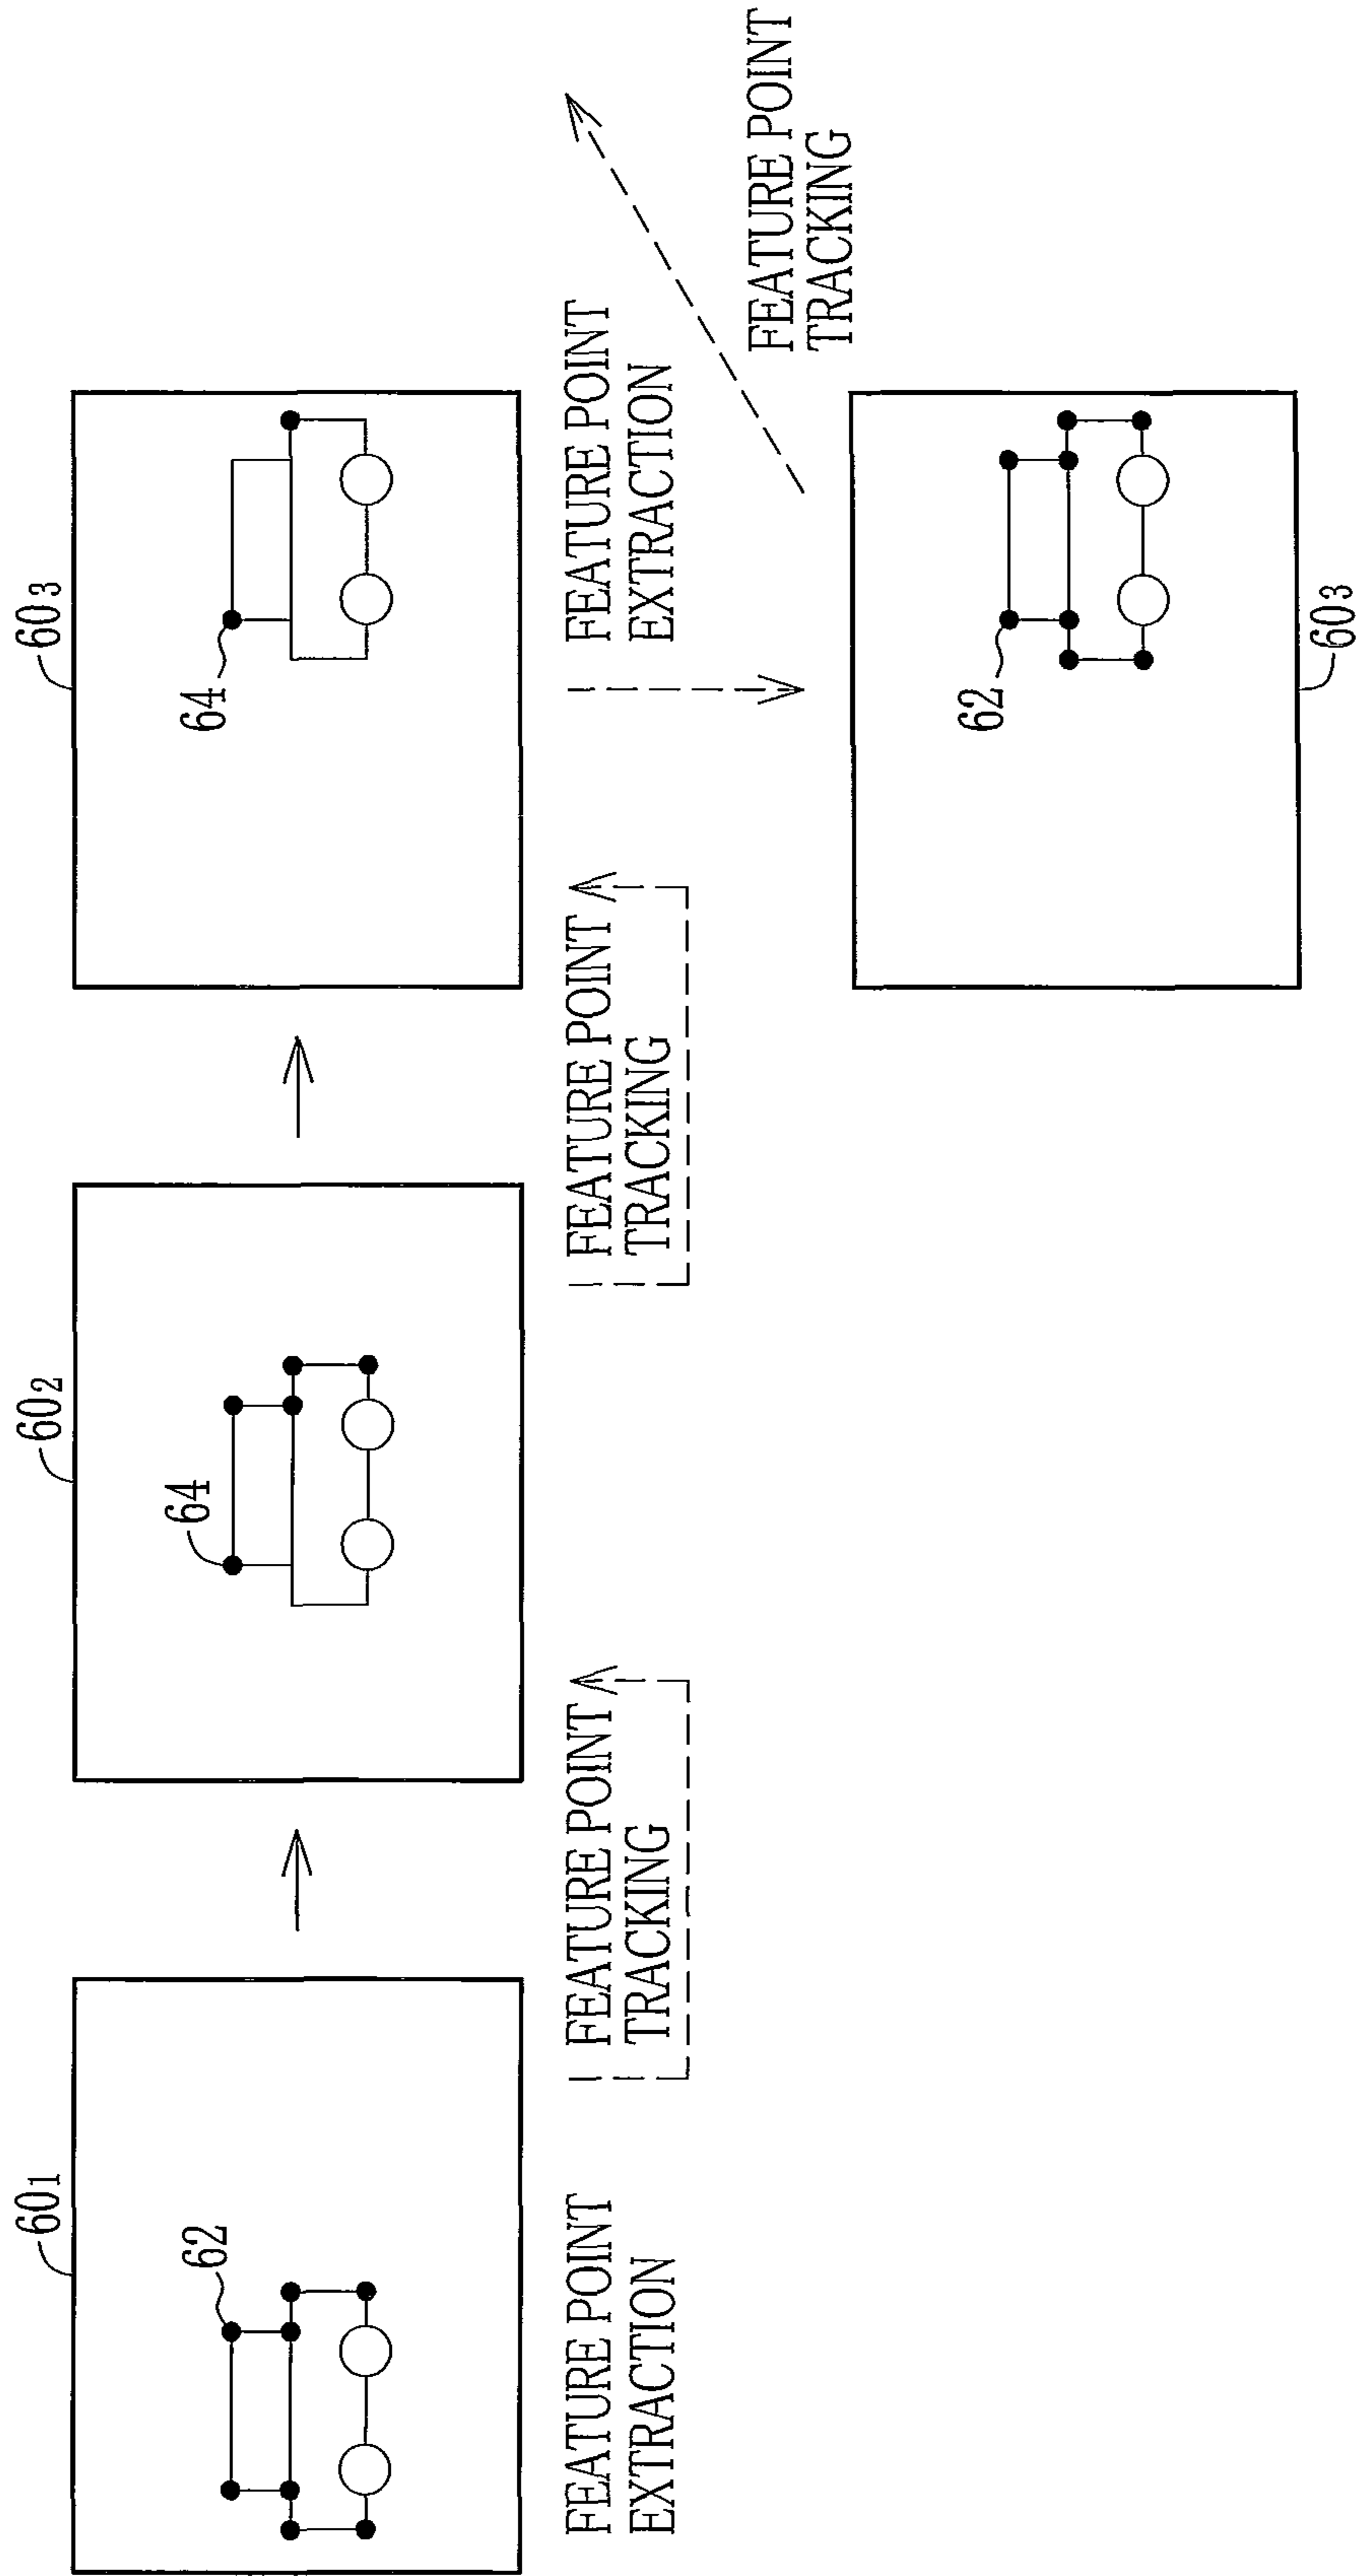 60₁
62
FEATURE POINT
EXTRACTION
FEATURE POINT
TRACKING
60₂
64
FEATURE POINT
TRACKING
60₃
64
FEATURE POINT
EXTRACTION
62
60₃
FEATURE POINT
TRACKING